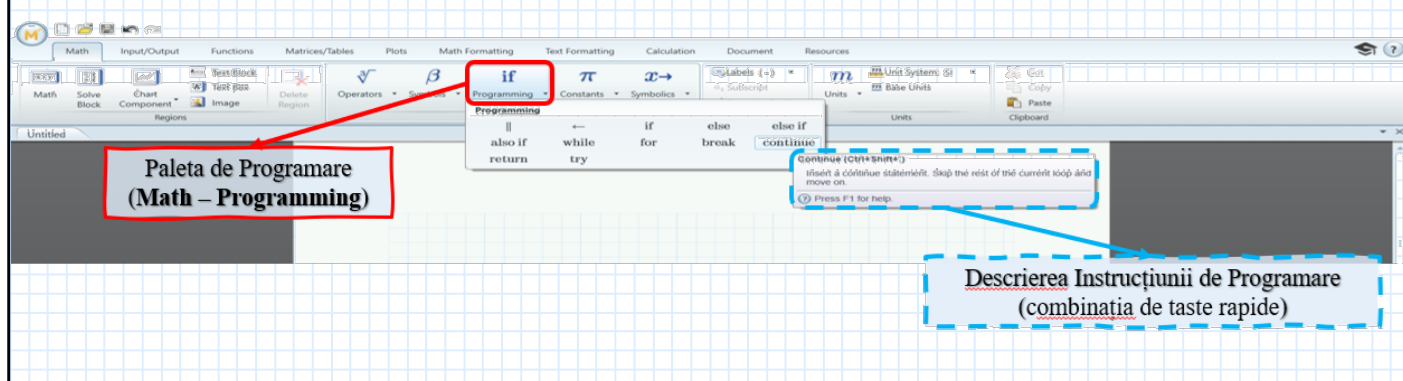 Math Input/Output Functions Matrices/Tables Plots Math Formatting Text Formatting Calculation Document Resources
Math
Solve
Block
Chart
Component
Text Block
Text Box
Image
Delete
Region
Operators
Symbols
if
Programming
π
Constants
Symbolics
Labels (-)
Subscript
Units
Unit System: SI
Base Units
Cut
Copy
Paste
Regions
Units
Clipboard
Untitled
Programming
|| ← if else else if
also if while for break continue
return try
Continue (Ctrl+Shift+;)
Insert a continue statement. Skip the rest of the current loop and
move on.
Press F1 for help.
Paleta de Programare
(Math – Programming)
Descrierea Instrucțiunii de Programare
(combinația de taste rapide)